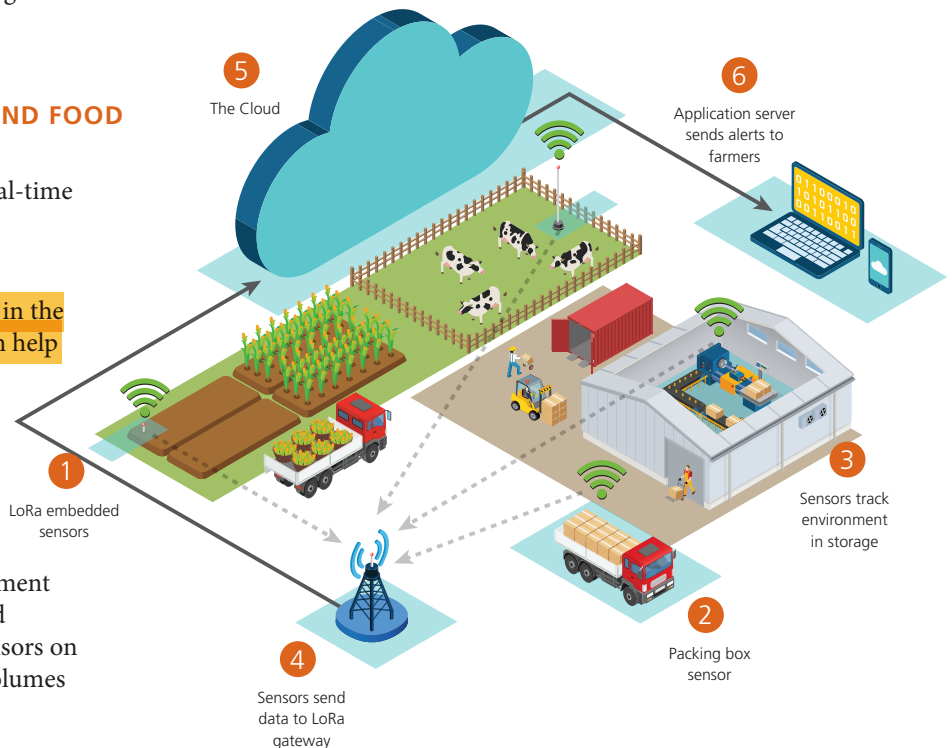 ND FOOD
al-time
in the
help
ment
sors on
olumes
5
The Cloud
6
Application server
sends alerts to
farmers
1
LoRa embedded
sensors
3
Sensors track
environment
in storage
2
Packing box
sensor
4
Sensors send
data to LoRa
gateway